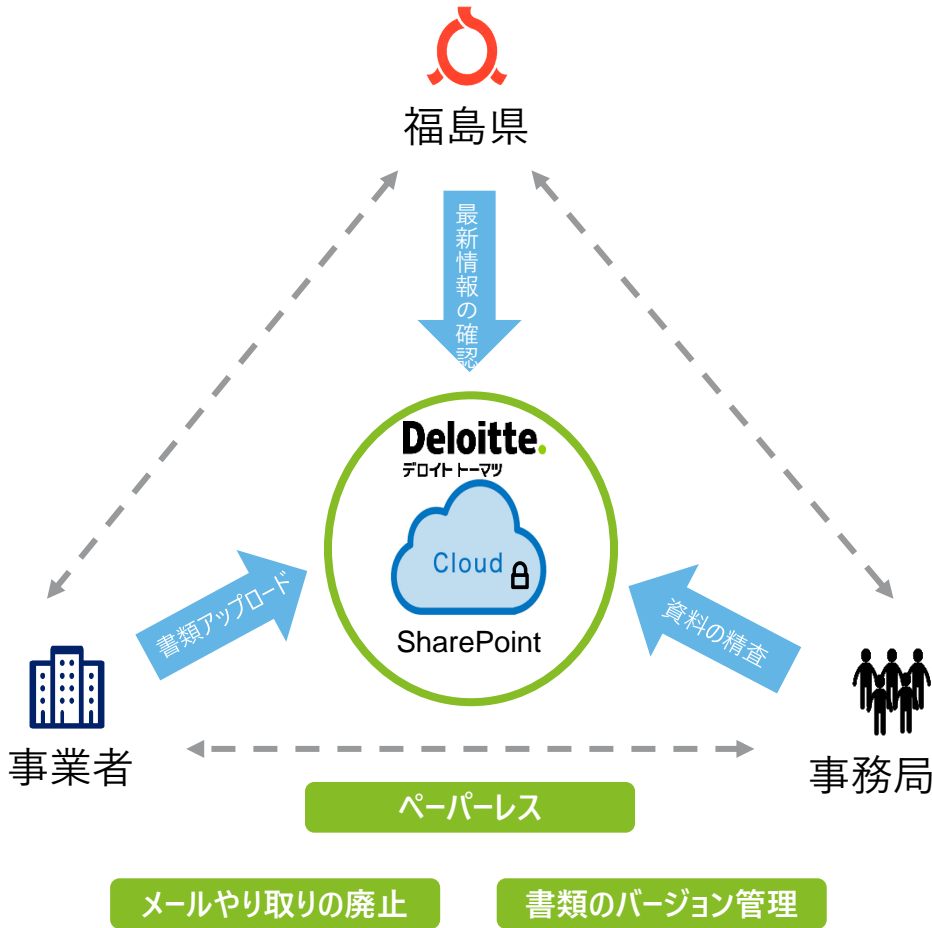 福島県
最新情報の確認
Deloitte.
デロイト トーマツ
Cloud
SharePoint
書類アップロード
資料の精査
事業者
事務局
ペーパーレス
メールやり取りの廃止
書類のバージョン管理